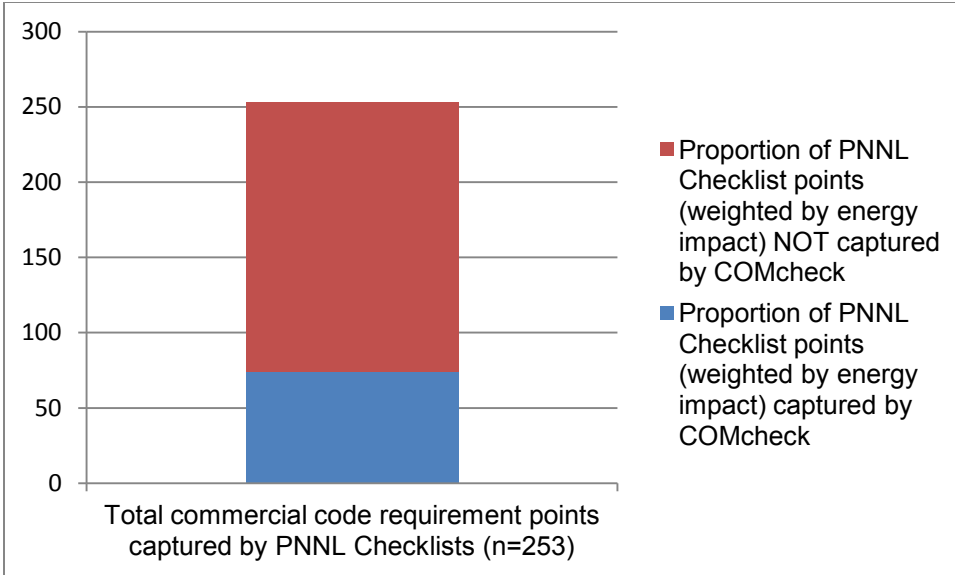 300
250
200
150
100
50
0
Total commercial code requirement points
captured by PNNL Checklists (n=253)
Proportion of PNNL
Checklist points
(weighted by energy
impact) NOT captured
by COMcheck
Proportion of PNNL
Checklist points
(weighted by energy
impact) captured by
COMcheck